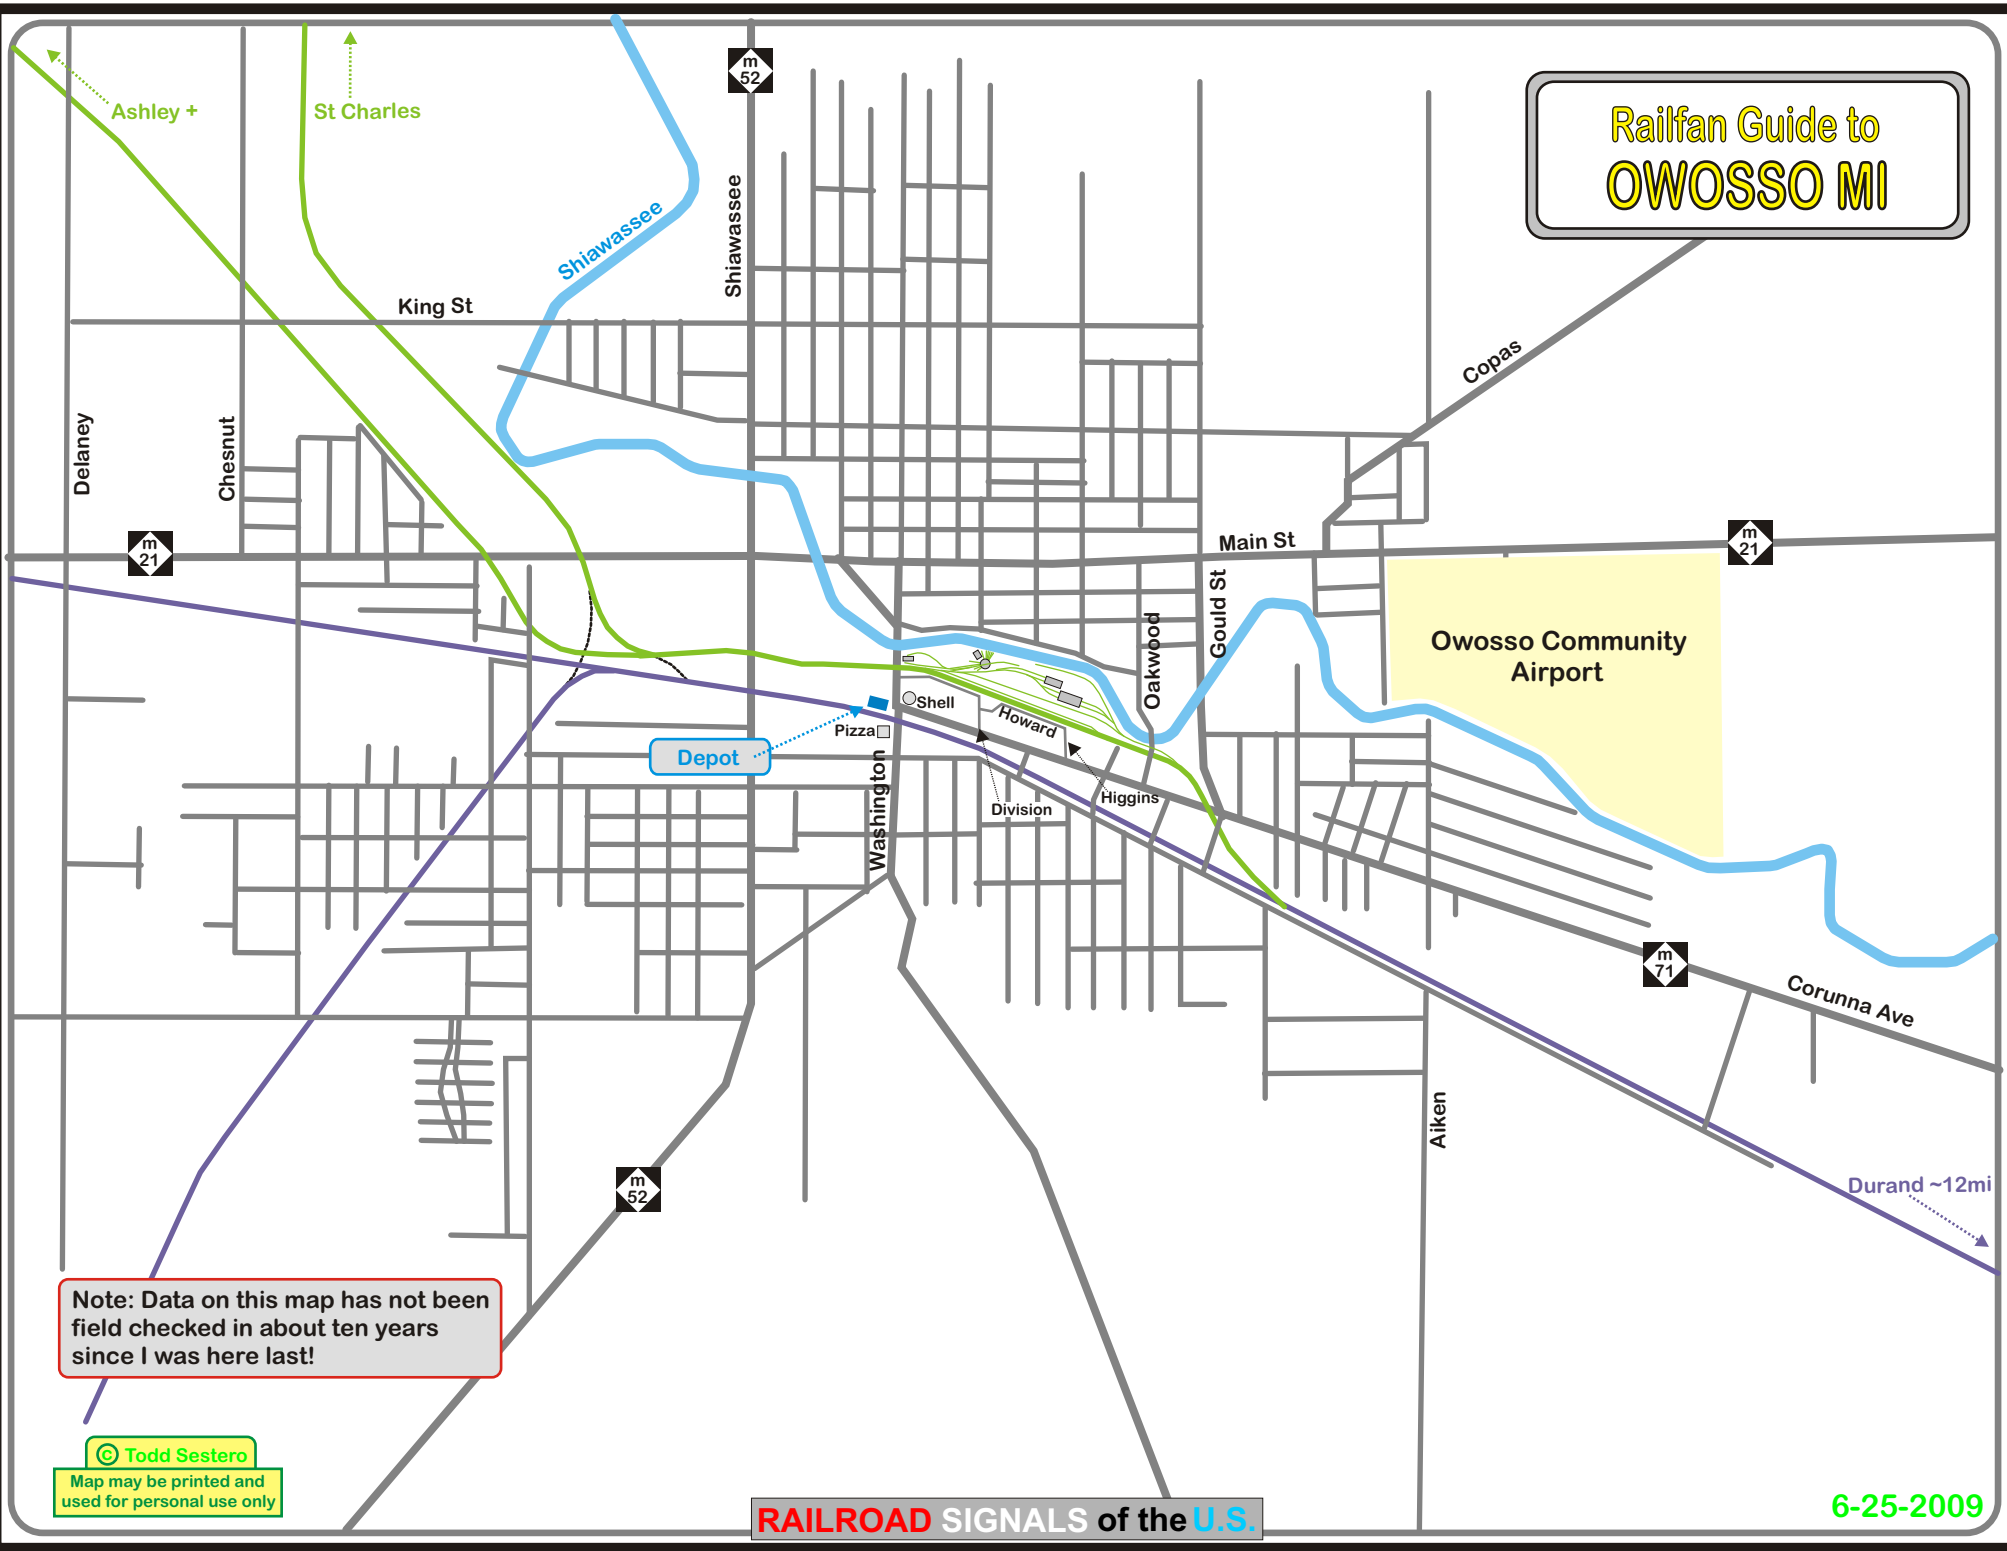 Railfan Guide to
OWOSSO MI
Ashley +
St Charles
m
52
Shiawassee
Shiawassee
King St
Copas
Delaney
Chesnut
m
21
Main St
m
21
Gould St
Oakwood
Owosso Community
Airport
Shell
Howard
Pizza
Depot
Washington
Division
Higgins
m
71
Corunna Ave
Aiken
m
52
Durand ~12mi
Note: Data on this map has not been
field checked in about ten years
since I was here last!
© Todd Sestero
Map may be printed and
used for personal use only
RAILROAD SIGNALS of the U.S.
6-25-2009